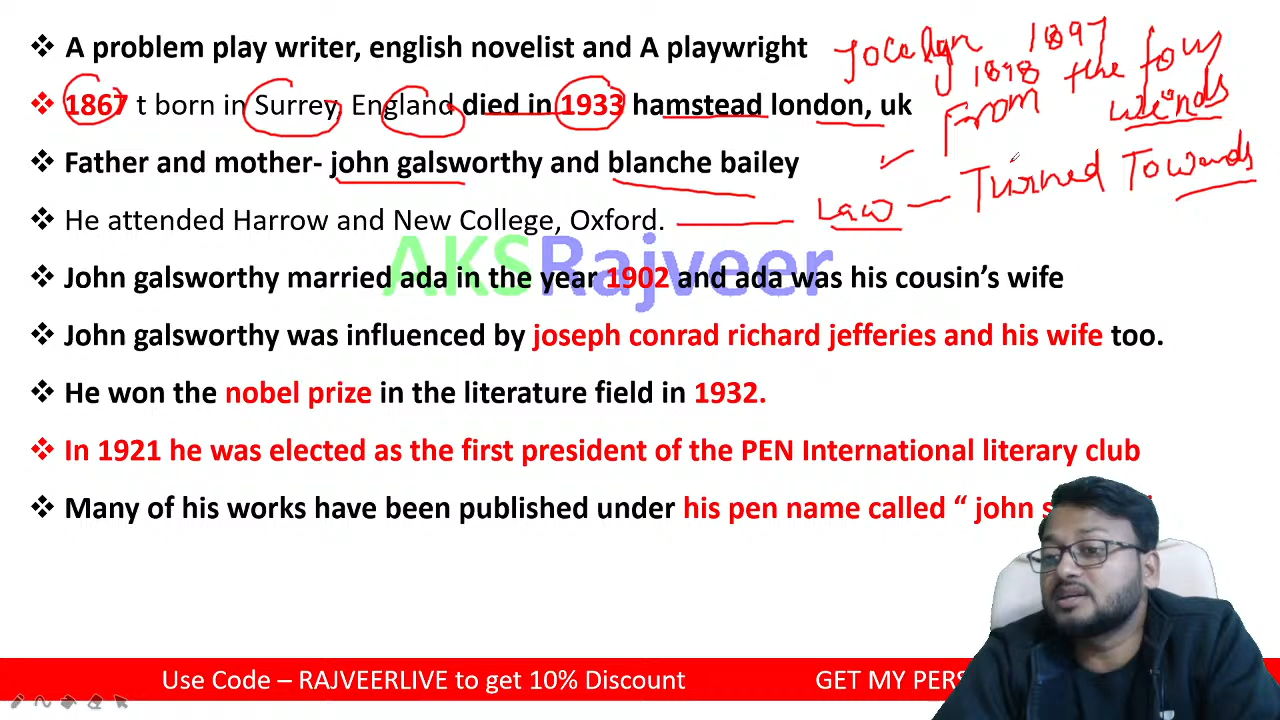 ❖ A problem play writer, english novelist and A playwright
Jocelyn 1897
1898 the four
From winds
❖ 1867 t born in Surrey, England died in 1933 hamstead london, uk
❖ Father and mother- john galsworthy and blanche bailey
Law — Turned Towards
❖ He attended Harrow and New College, Oxford.
AKSRajveer
❖ John galsworthy married ada in the year 1902 and ada was his cousin’s wife
❖ John galsworthy was influenced by joseph conrad richard jefferies and his wife too.
❖ He won the nobel prize in the literature field in 1932.
❖ In 1921 he was elected as the first president of the PEN International literary club
❖ Many of his works have been published under his pen name called “ john
Use Code – RAJVEERLIVE to get 10% Discount GET MY